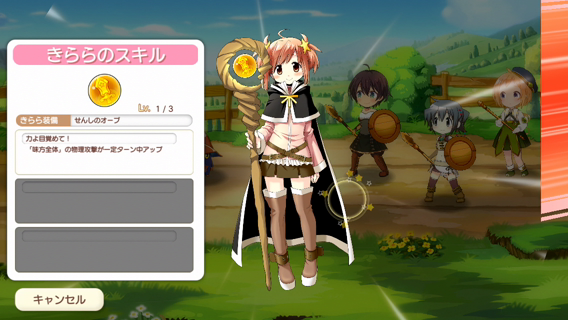 きららのスキル
Lv. 1 / 3
きらら装備 せんしのオーブ
力よ目覚めて！
「味方全体」の物理攻撃が一定ターン中アップ
キャンセル